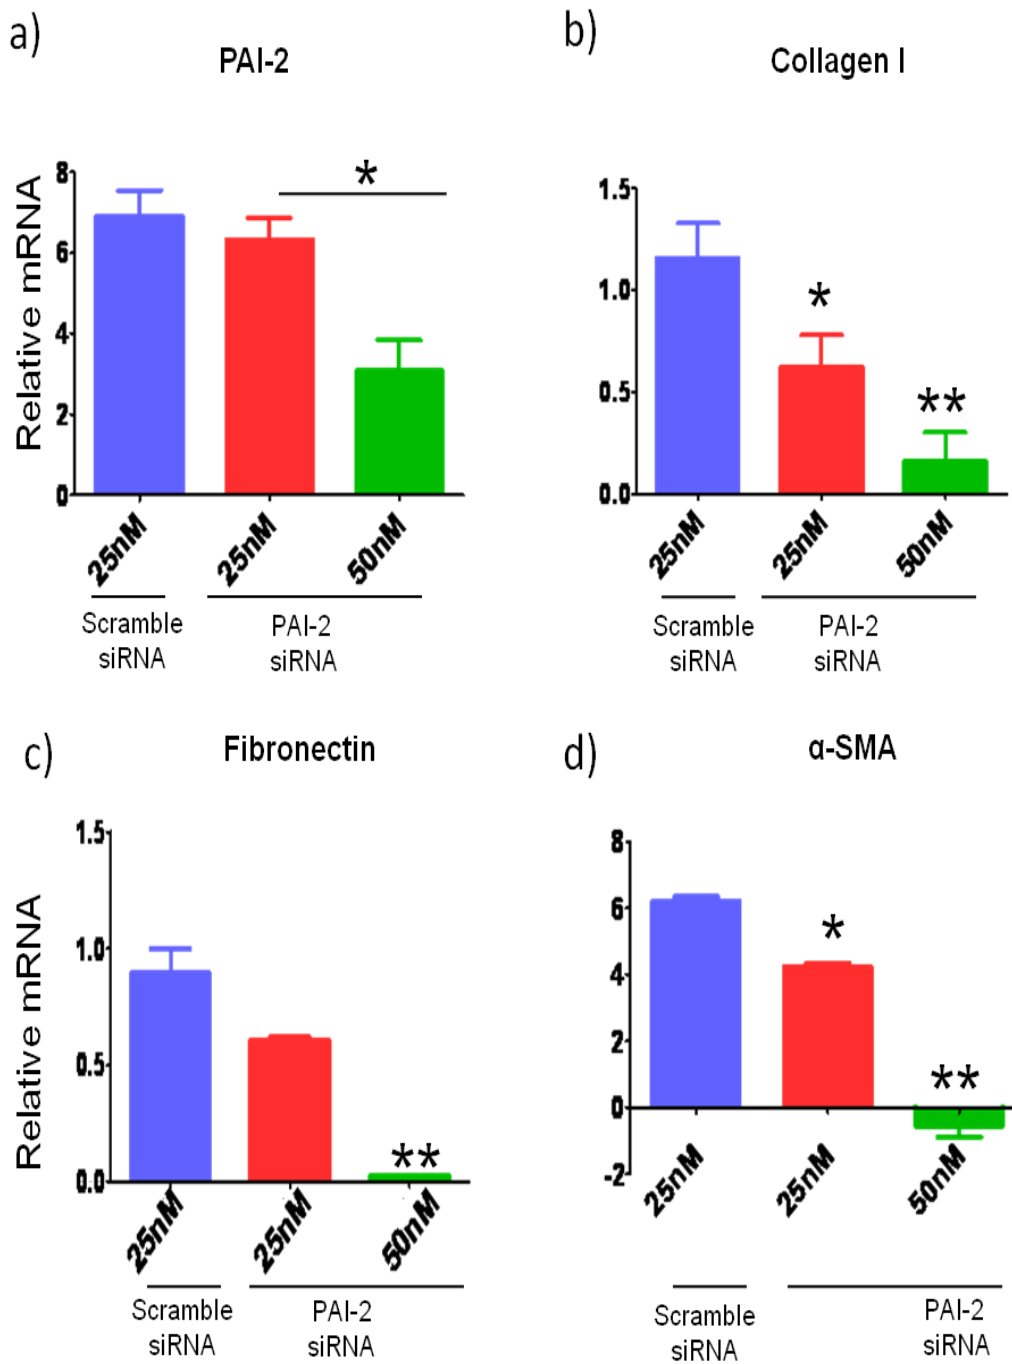 a)
PAI-2
Relative mRNA
8
6
4
2
0
*
25nM
25nM
50nM
Scramble
siRNA
PAI-2
siRNA
b)
Collagen I
1.5
1.0
0.5
0.0
*
**
25nM
25nM
50nM
Scramble
siRNA
PAI-2
siRNA
c)
Fibronectin
Relative mRNA
1.5
1.0
0.5
0.0
**
25nM
25nM
50nM
Scramble
siRNA
PAI-2
siRNA
d)
α-SMA
8
6
4
2
0
-2
*
**
25nM
25nM
50nM
Scramble
siRNA
PAI-2
siRNA